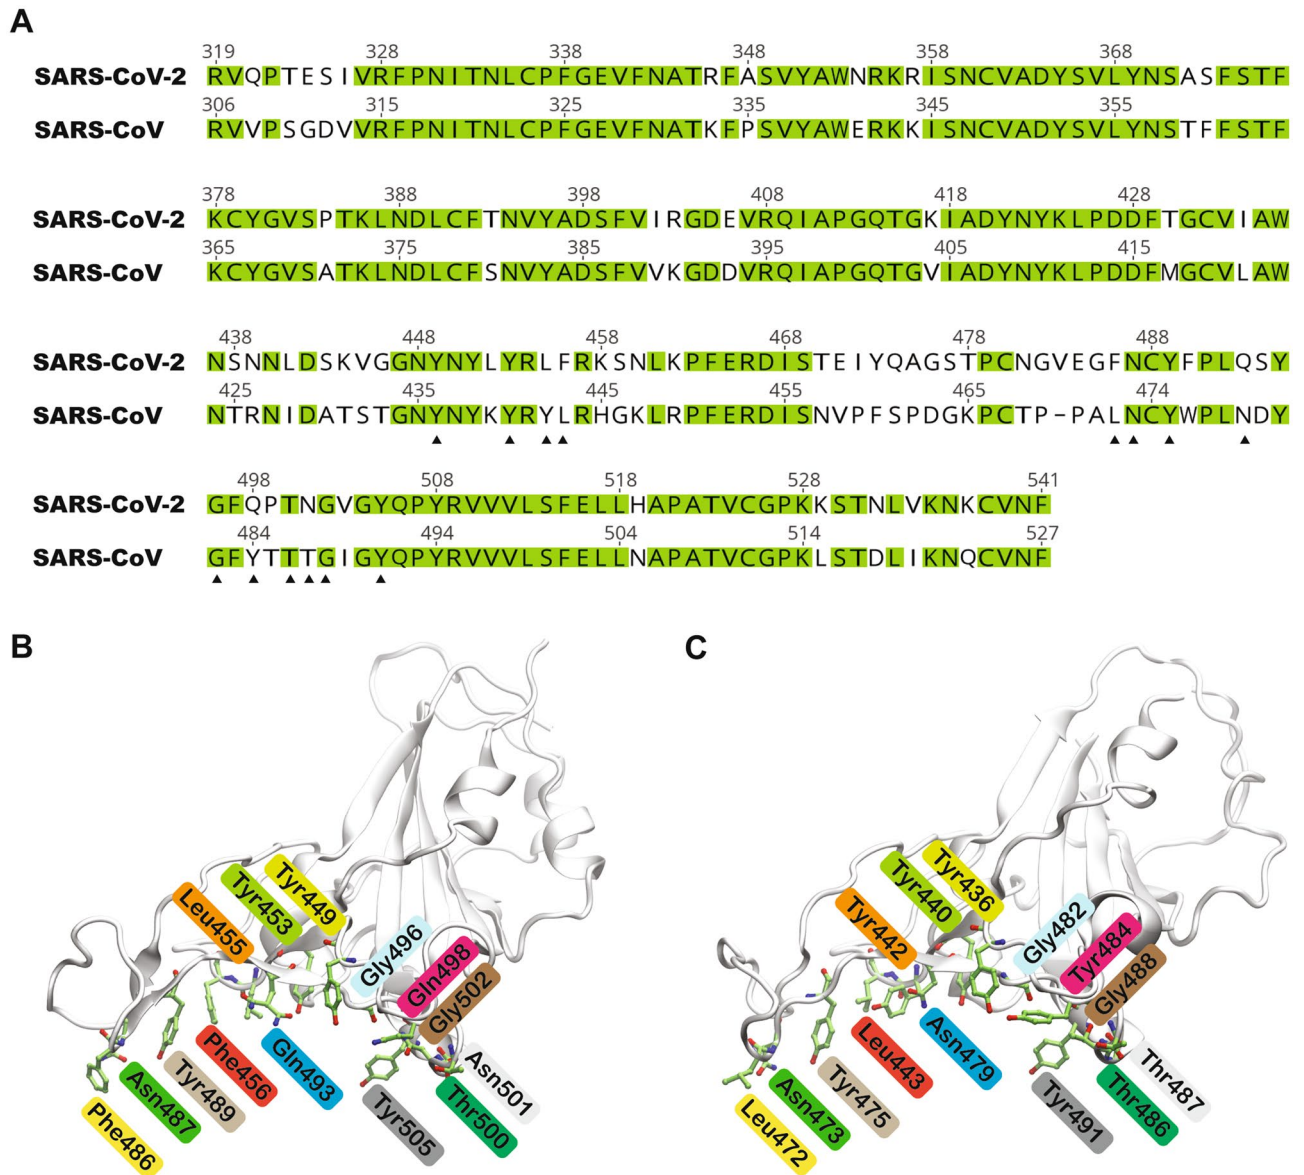 A
319 328 338 348 358 368
SARS-CoV-2 RVQPTESIVRFPNITNLCPFGEVFNATRFASVYAWNRKRISNCVADYSVLYNSASFSTF
306 315 325 335 345 355
SARS-CoV RVVPSGDVVRFPNITNLCPFGEVFNATKFPSVYAWERKKISNCVADYSVLYNSTFFSTF
378 388 398 408 418 428
SARS-CoV-2 KCYGVSPTKLNDLCFTNVYADSFVIRGDEVRQIAPGQTGKIADYNYKLPDDFTGCVIAW
365 375 385 395 405 415
SARS-CoV KCYGVSATKLNDLCFSNVYADSFVVKGDDVRQIAPGQTGVIADYNYKLPDDFMGCVLAW
438 448 458 468 478 488
SARS-CoV-2 NSNNLDSKVGGNYNYLYRLFRKSNLKPFERDISTEIYQAGSTPCNGVEGFNCYFPLQSY
425 435 445 455 465 474
SARS-CoV NTRNIDATSTGNYNYKYRYLRHGKLRPFERDISNVPFSPDGKPCTP-PALNCYWPLNDY
498 508 518 528 541
SARS-CoV-2 GFQPTNGVGYQPYRVVVLSFELLHAPATVCGPKKSTNLVKNKCVNF
484 494 504 514 527
SARS-CoV GFYTTTGIGYQPYRVVVLSFELLNAPATVCGPKLSTDLIKNQCVNF
B
Leu455
Tyr453
Tyr449
Gly496
Gln498
Gly502
Phe486
Asn487
Tyr489
Phe456
Gln493
Tyr505
Thr500
Asn501
C
Tyr442
Tyr440
Tyr436
Gly482
Tyr484
Gly488
Leu472
Asn473
Tyr475
Leu443
Asn479
Tyr491
Thr486
Thr487